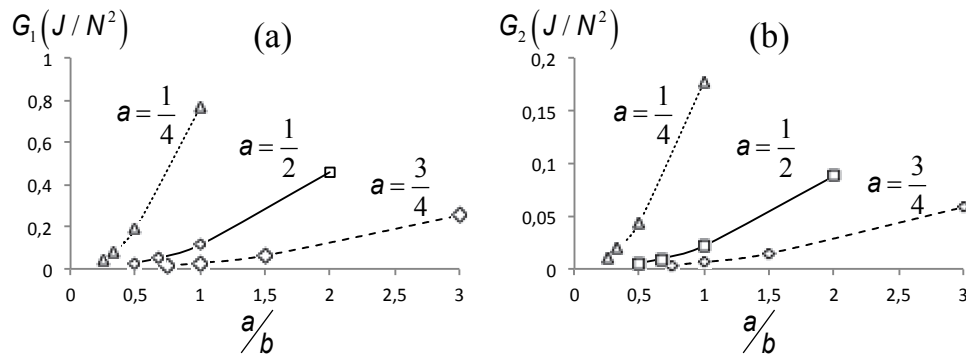 G₁(J/N²) (a)
1
0,8
0,6
0,4
0,2
0
0 0,5 1 1,5 2 2,5 3
a = 1/4
a = 1/2
a = 3/4
a/b
G₂(J/N²) (b)
0,2
0,15
0,1
0,05
0
0 0,5 1 1,5 2 2,5 3
a = 1/4
a = 1/2
a = 3/4
a/b